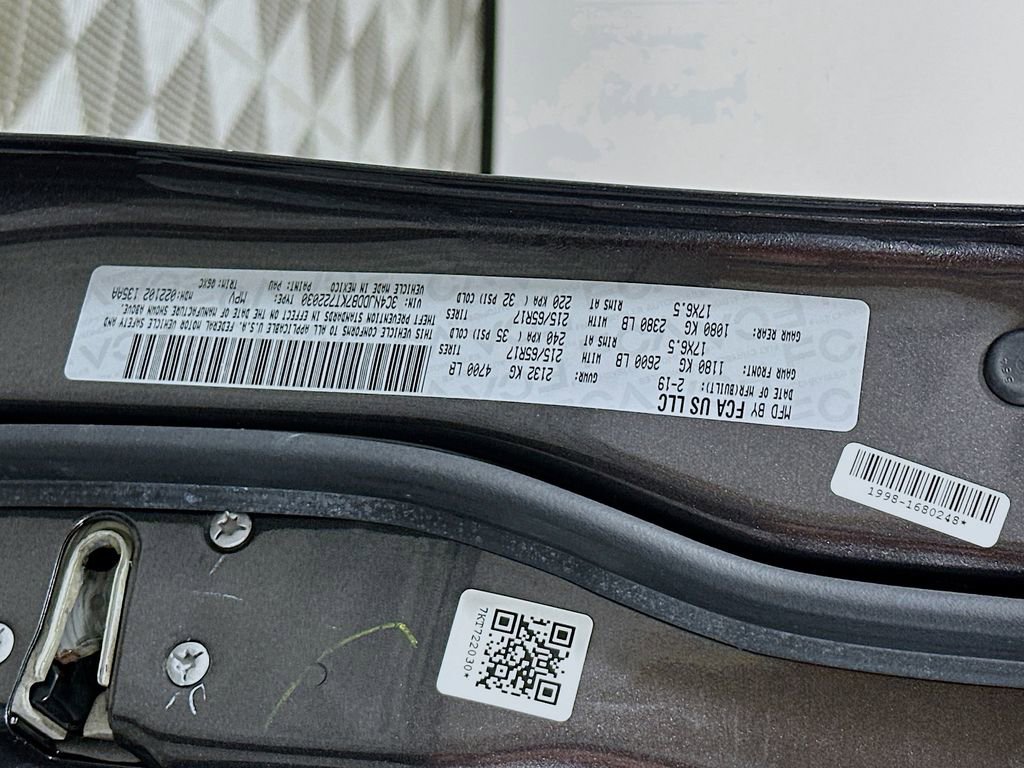 MFD BY FCA US LLC
DATE OF MFR(BUILT): 2-19
GVWR: 2132 KG 4700 LB
GAWR FRONT: 1180 KG 2600 LB WITH TIRES 215/65R17
17X6.5 RIMS AT 240 KPA ( 35 PSI) COLD
GAWR REAR: 1080 KG 2380 LB WITH TIRES 215/65R17
17X6.5 RIMS AT 220 KPA ( 32 PSI) COLD
THIS VEHICLE CONFORMS TO ALL APPLICABLE U.S.A. FEDERAL MOTOR VEHICLE SAFETY AND
THEFT PREVENTION STANDARDS IN EFFECT ON THE DATE OF MANUFACTURE SHOWN ABOVE.
VIN: 3C4NJDDB7KT722030 TYPE: MPV MDH:022102 135AA
VEHICLE MADE IN MEXICO PAINT: PAU
1998-1680248*
7KT722030*